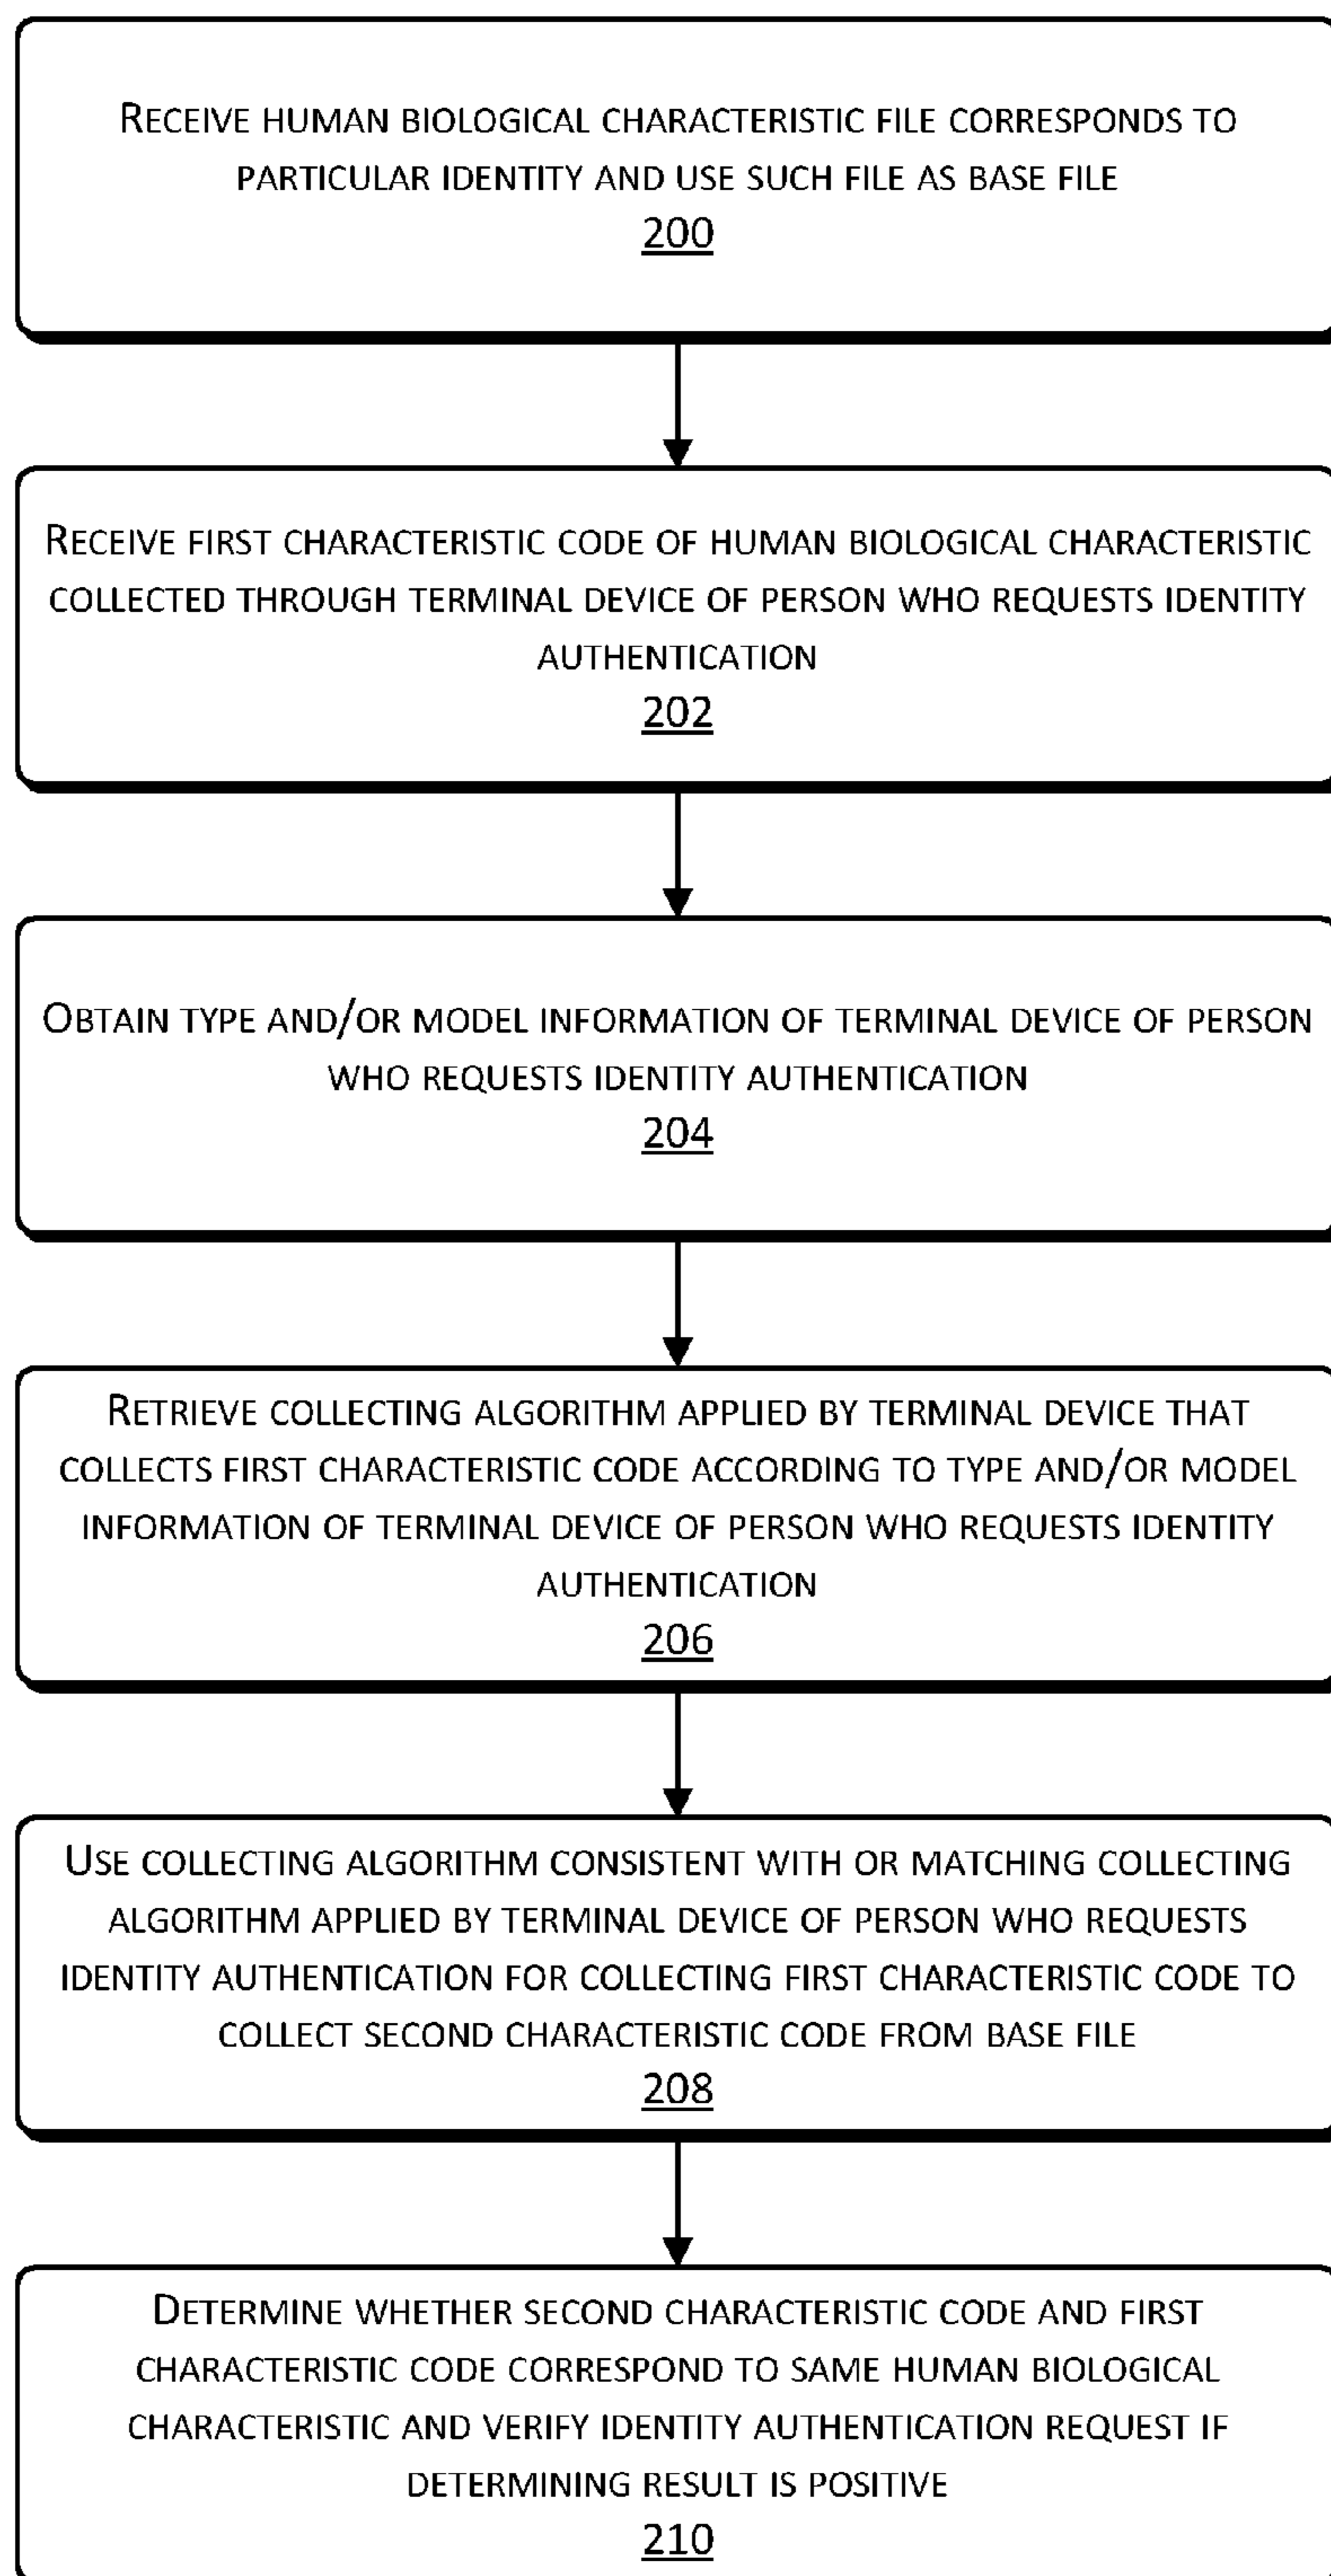 RECEIVE HUMAN BIOLOGICAL CHARACTERISTIC FILE CORRESPONDS TO
PARTICULAR IDENTITY AND USE SUCH FILE AS BASE FILE
200
RECEIVE FIRST CHARACTERISTIC CODE OF HUMAN BIOLOGICAL CHARACTERISTIC
COLLECTED THROUGH TERMINAL DEVICE OF PERSON WHO REQUESTS IDENTITY
AUTHENTICATION
202
OBTAIN TYPE AND/OR MODEL INFORMATION OF TERMINAL DEVICE OF PERSON
WHO REQUESTS IDENTITY AUTHENTICATION
204
RETRIEVE COLLECTING ALGORITHM APPLIED BY TERMINAL DEVICE THAT
COLLECTS FIRST CHARACTERISTIC CODE ACCORDING TO TYPE AND/OR MODEL
INFORMATION OF TERMINAL DEVICE OF PERSON WHO REQUESTS IDENTITY
AUTHENTICATION
206
USE COLLECTING ALGORITHM CONSISTENT WITH OR MATCHING COLLECTING
ALGORITHM APPLIED BY TERMINAL DEVICE OF PERSON WHO REQUESTS
IDENTITY AUTHENTICATION FOR COLLECTING FIRST CHARACTERISTIC CODE TO
COLLECT SECOND CHARACTERISTIC CODE FROM BASE FILE
208
DETERMINE WHETHER SECOND CHARACTERISTIC CODE AND FIRST
CHARACTERISTIC CODE CORRESPOND TO SAME HUMAN BIOLOGICAL
CHARACTERISTIC AND VERIFY IDENTITY AUTHENTICATION REQUEST IF
DETERMINING RESULT IS POSITIVE
210